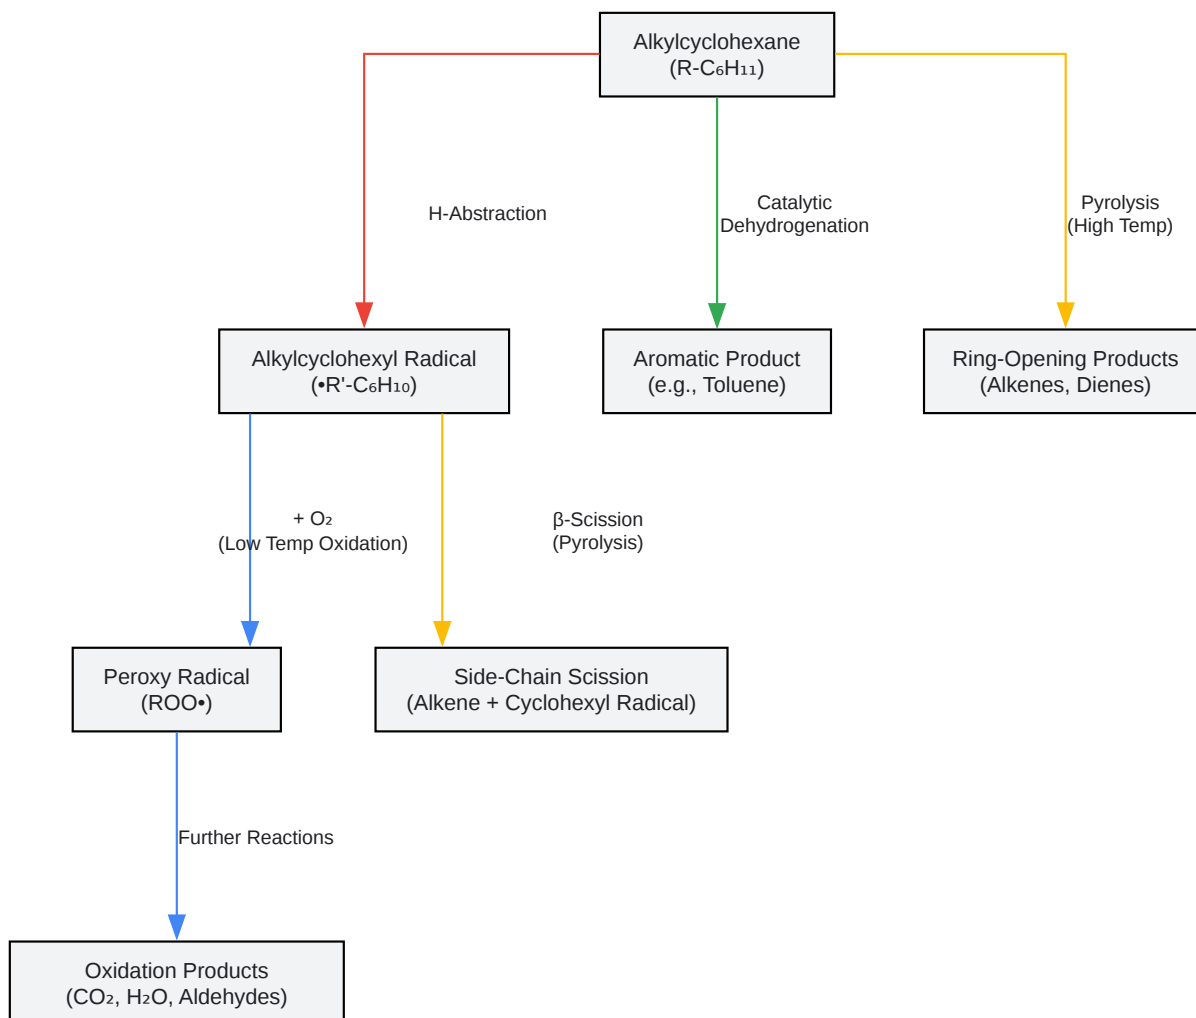 Alkylcyclohexane
(R-C₆H₁₁)
H-Abstraction
Catalytic
Dehydrogenation
Pyrolysis
(High Temp)
Alkylcyclohexyl Radical
(•R'-C₆H₁₀)
Aromatic Product
(e.g., Toluene)
Ring-Opening Products
(Alkenes, Dienes)
+ O₂
(Low Temp Oxidation)
β-Scission
(Pyrolysis)
Peroxy Radical
(ROO•)
Side-Chain Scission
(Alkene + Cyclohexyl Radical)
Further Reactions
Oxidation Products
(CO₂, H₂O, Aldehydes)